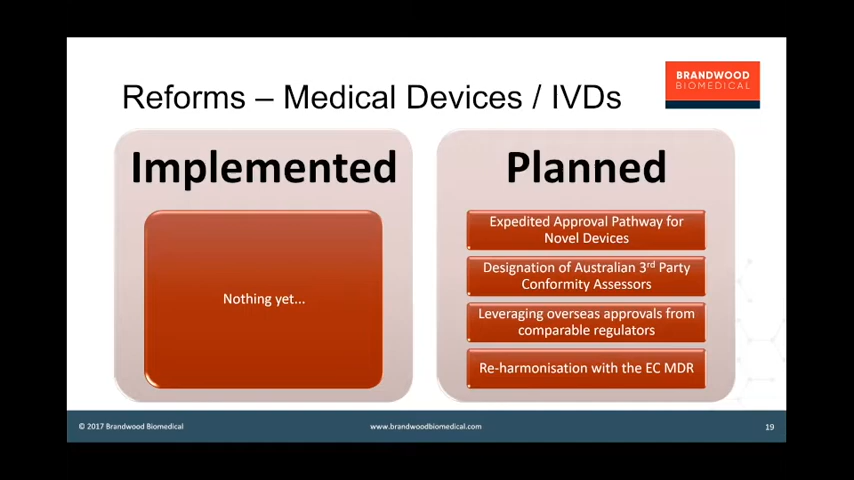 BRANDWOOD
BIOMEDICAL
Reforms – Medical Devices / IVDs
Implemented
Nothing yet...
Planned
Expedited Approval Pathway for
Novel Devices
Designation of Australian 3rd Party
Conformity Assessors
Leveraging overseas approvals from
comparable regulators
Re-harmonisation with the EC MDR
© 2017 Brandwood Biomedical
www.brandwoodbiomedical.com
19